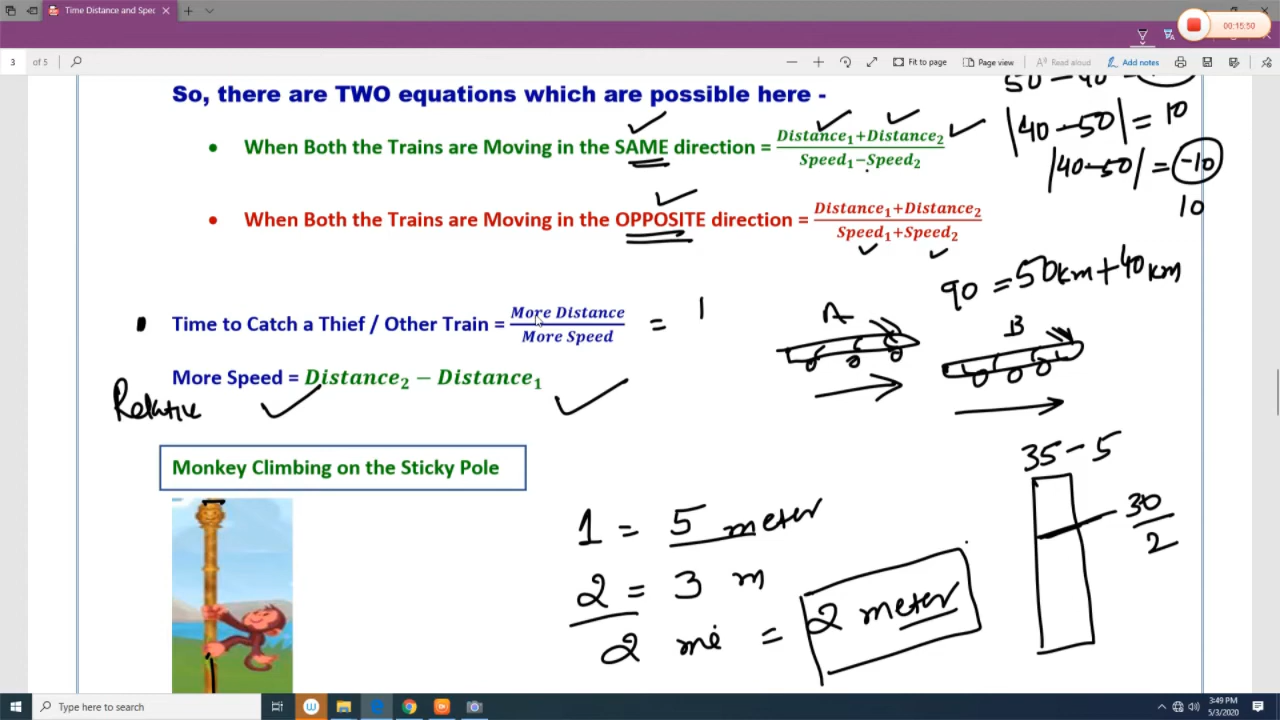 Time Distance and Spec
00:15:50
3 of 5
Fit to page
Page view
Read aloud
Add notes
So, there are TWO equations which are possible here -
50 - 40
|40 - 50| = 10
• When Both the Trains are Moving in the SAME direction = Distance₁+Distance₂ / Speed₁−Speed₂
|40 - 50| = -10
10
• When Both the Trains are Moving in the OPPOSITE direction = Distance₁+Distance₂ / Speed₁+Speed₂
90 = 50km + 40km
Time to Catch a Thief / Other Train = More Distance / More Speed = 1
A B
More Speed = Distance₂ − Distance₁
Relative
Monkey Climbing on the Sticky Pole
35 - 5
1 = 5 meter
30/2
2 = 3 m
2 mi = 2 meter
Type here to search
3:49 PM
5/3/2020